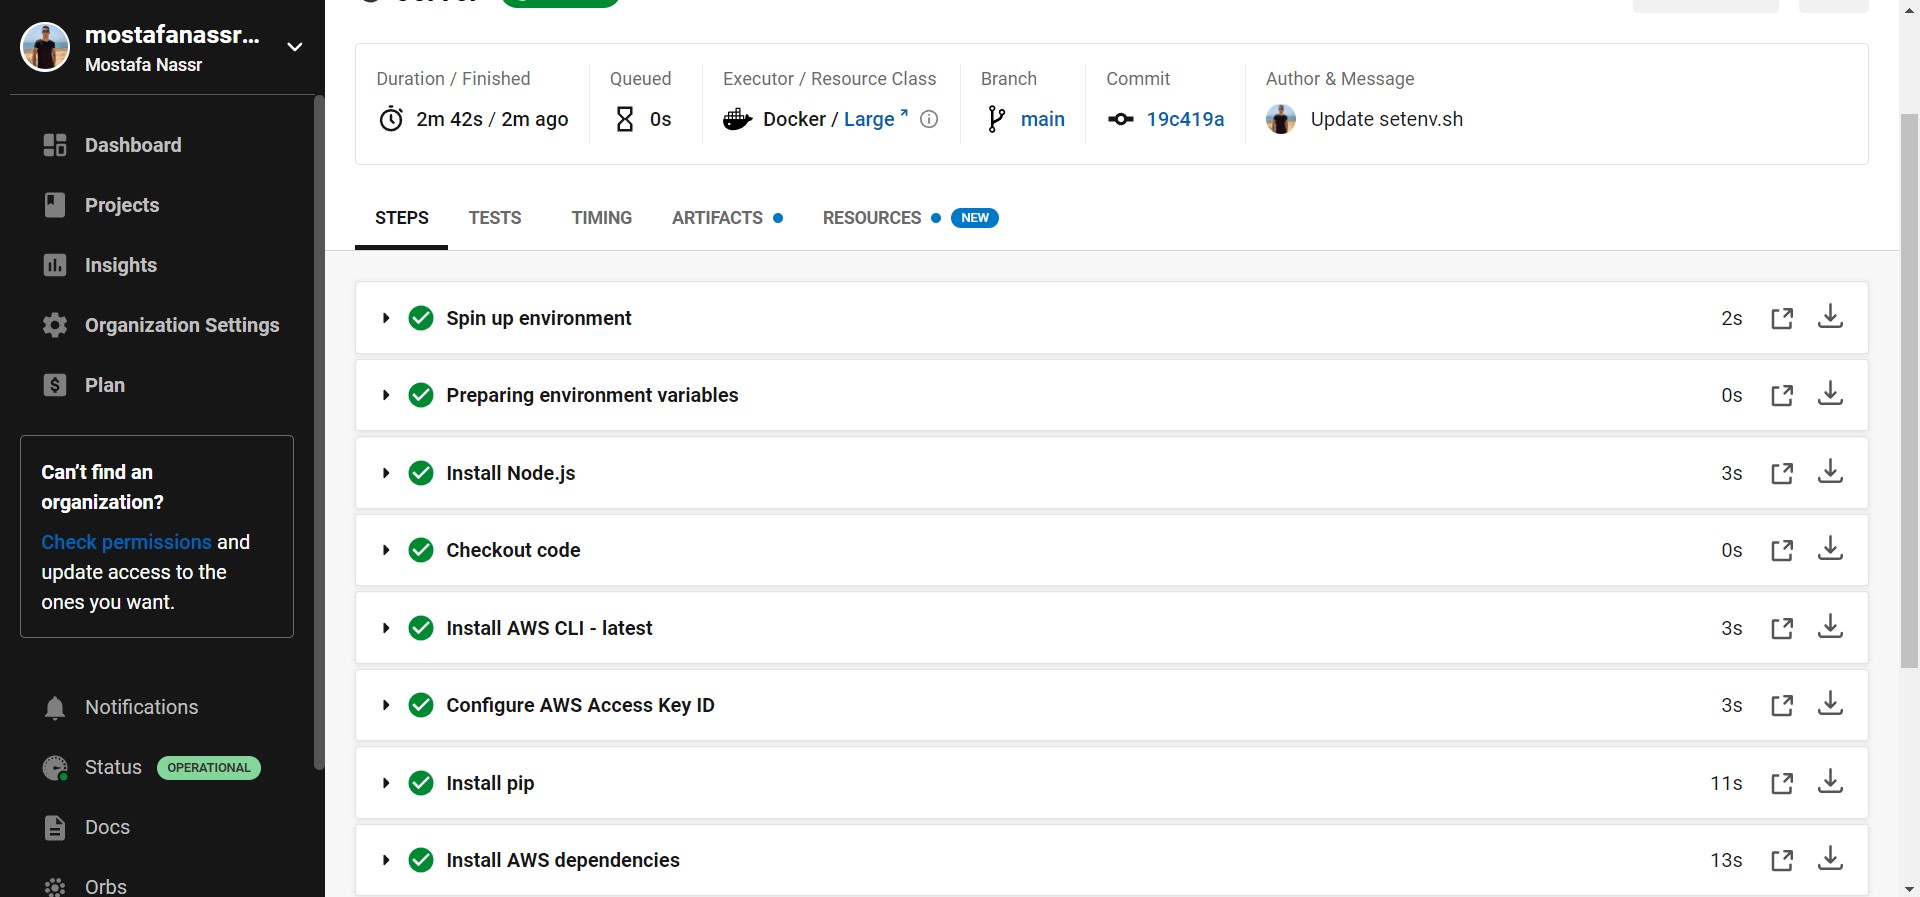 mostafanassr...
Mostafa Nassr
Dashboard
Projects
Insights
Organization Settings
Plan
Can't find an
organization?
Check permissions and
update access to the
ones you want.
Notifications
Status OPERATIONAL
Docs
Orbs
Duration / Finished
2m 42s / 2m ago
Queued
0s
Executor / Resource Class
Docker / Large
Branch
main
Commit
19c419a
Author & Message
Update setenv.sh
STEPS TESTS TIMING ARTIFACTS RESOURCES NEW
Spin up environment 2s
Preparing environment variables 0s
Install Node.js 3s
Checkout code 0s
Install AWS CLI - latest 3s
Configure AWS Access Key ID 3s
Install pip 11s
Install AWS dependencies 13s